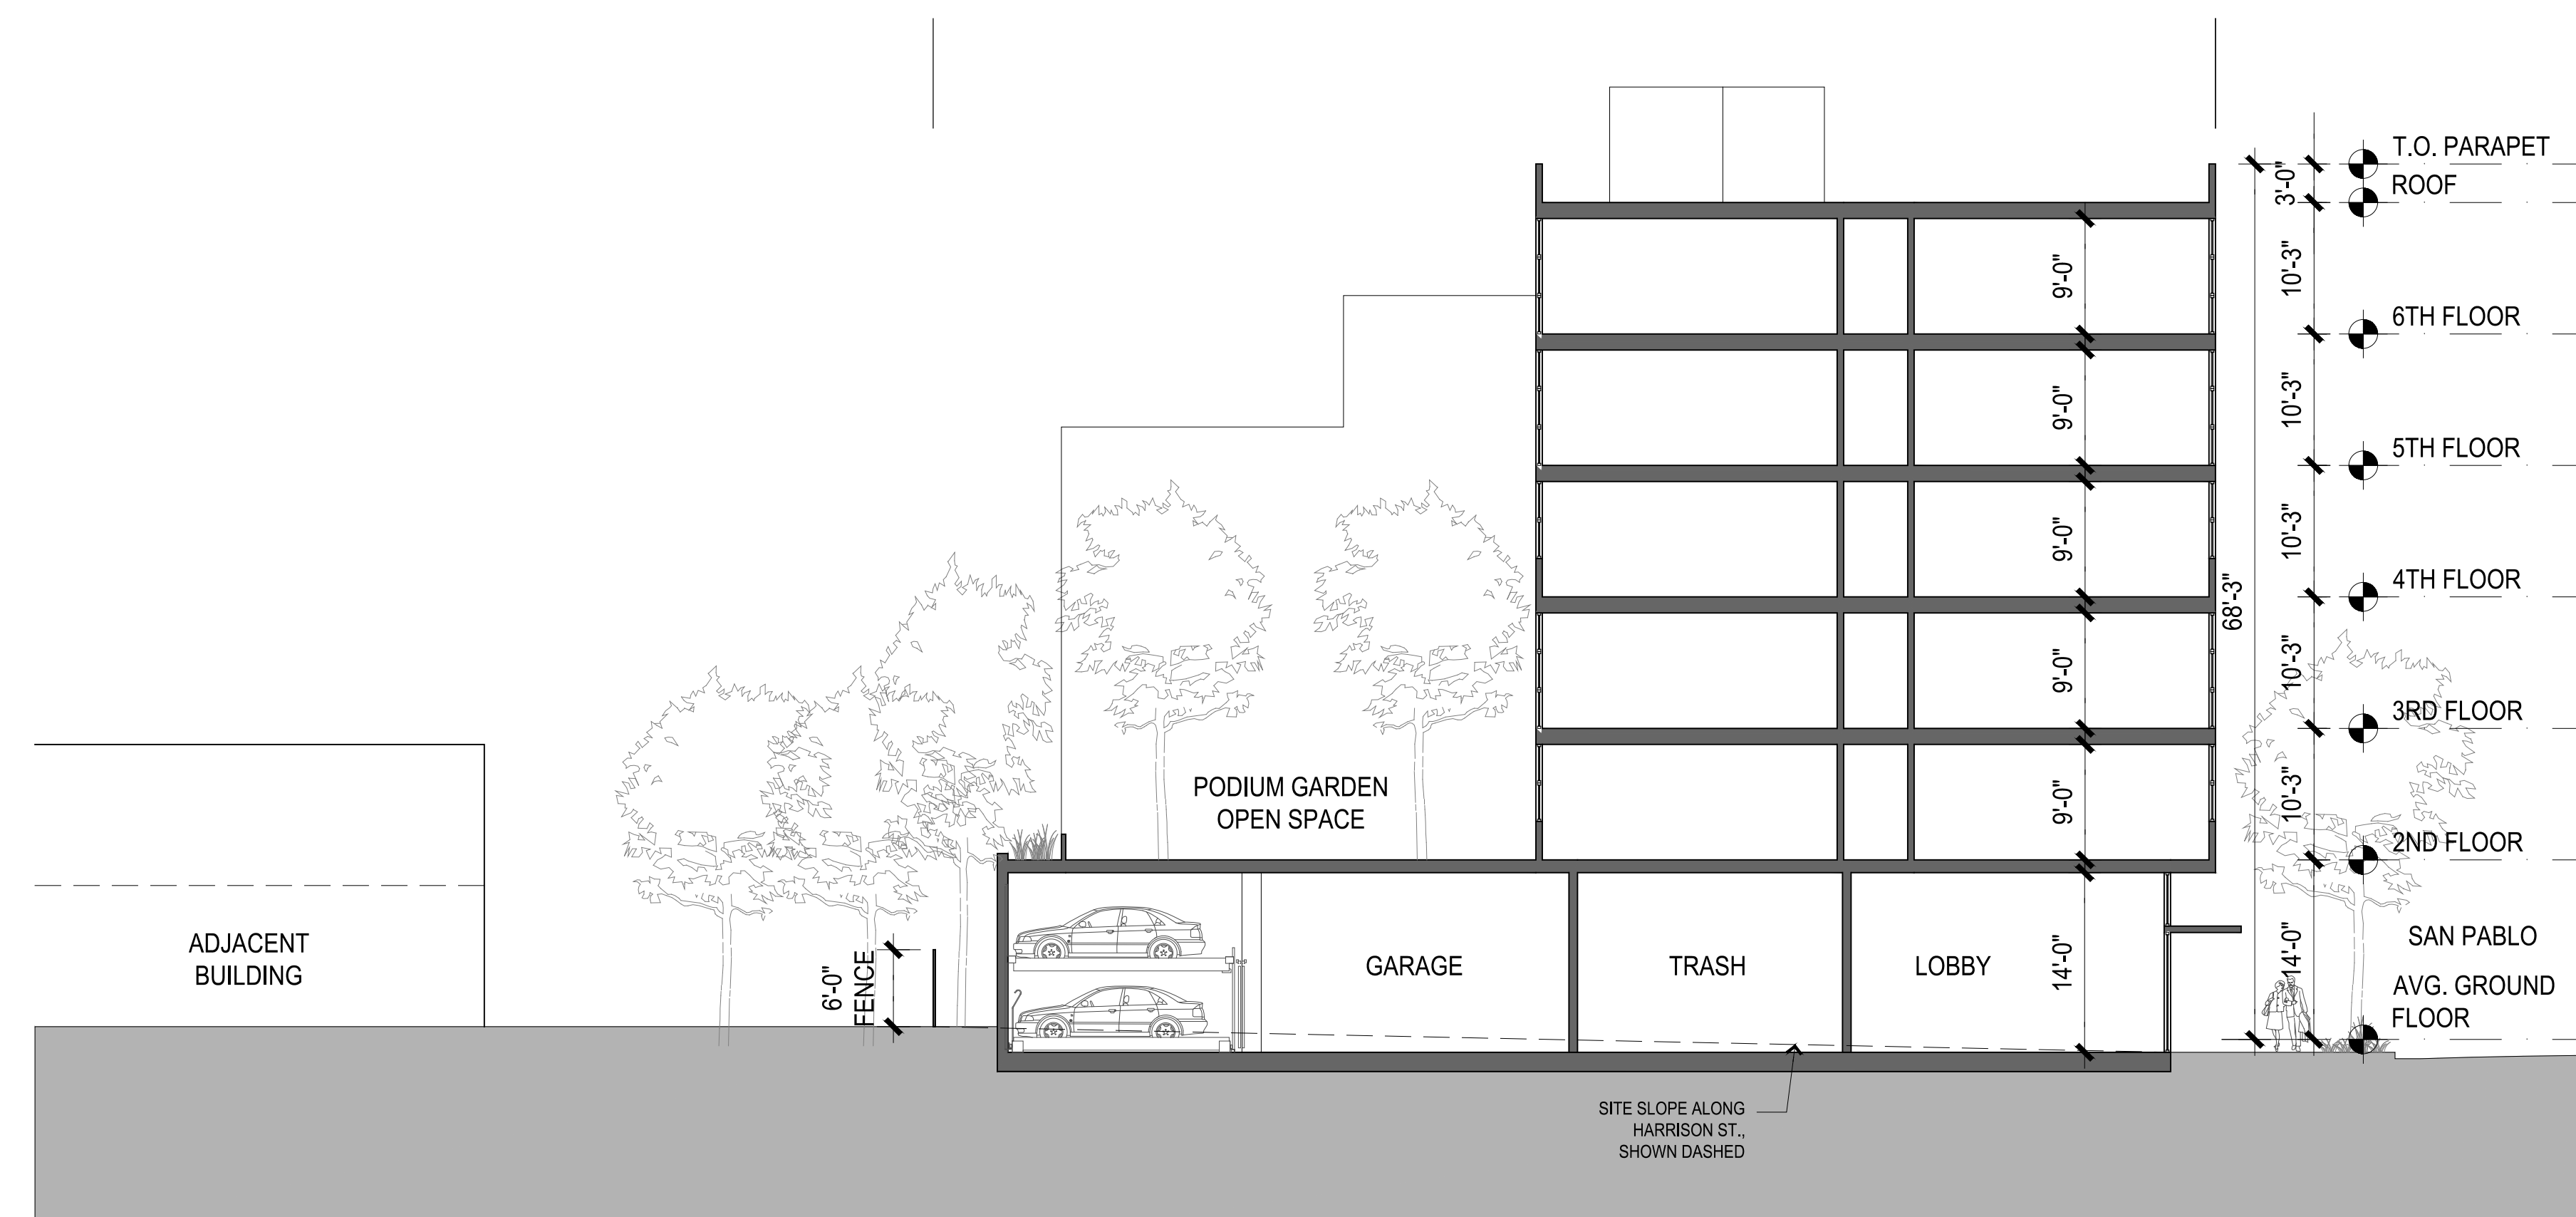 T.O. PARAPET
3'-0"
ROOF
9'-0"
10'-3"
6TH FLOOR
9'-0"
10'-3"
5TH FLOOR
9'-0"
10'-3"
4TH FLOOR
68'-3"
9'-0"
10'-3"
3RD FLOOR
PODIUM GARDEN
OPEN SPACE
9'-0"
10'-3"
2ND FLOOR
ADJACENT
BUILDING
6'-0"
FENCE
GARAGE
TRASH
LOBBY
14'-0"
14'-0"
SAN PABLO
AVG. GROUND
FLOOR
SITE SLOPE ALONG
HARRISON ST.,
SHOWN DASHED